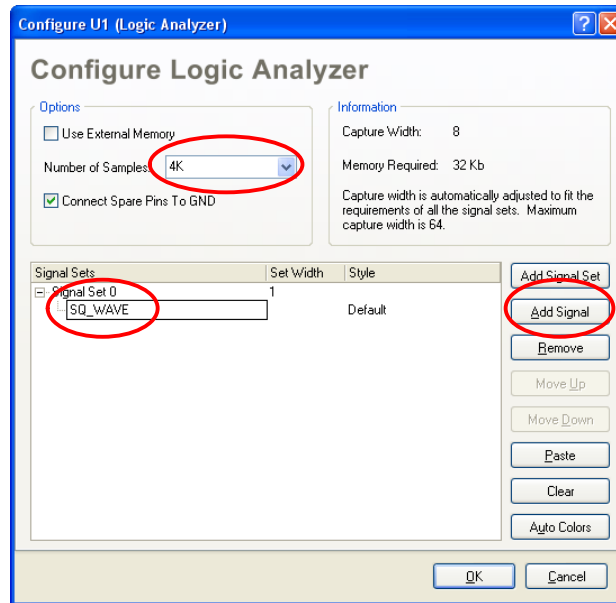 Configure U1 (Logic Analyzer)
Configure Logic Analyzer
Options
Use External Memory
Number of Samples: 4K
Connect Spare Pins To GND
Information
Capture Width: 8
Memory Required: 32 Kb
Capture width is automatically adjusted to fit the
requirements of all the signal sets. Maximum
capture width is 64.
Signal Sets Set Width Style
Signal Set 0 1
SQ_WAVE Default
Add Signal Set
Add Signal
Remove
Move Up
Move Down
Paste
Clear
Auto Colors
OK Cancel